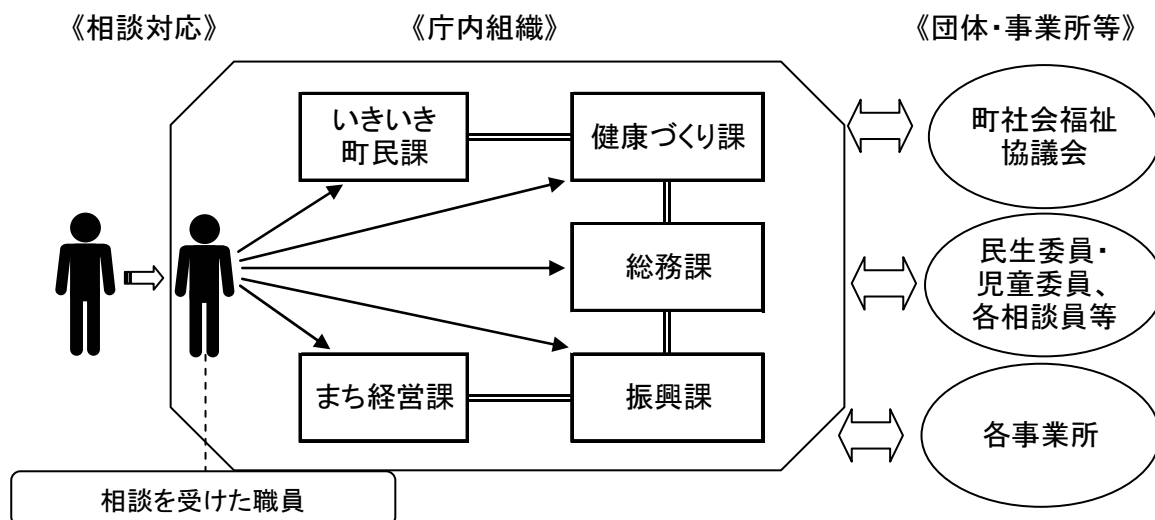 《相談対応》
《庁内組織》
《団体・事業所等》
いきいき
町民課
健康づくり課
町社会福祉
協議会
総務課
民生委員・
児童委員、
各相談員等
まち経営課
振興課
各事業所
相談を受けた職員